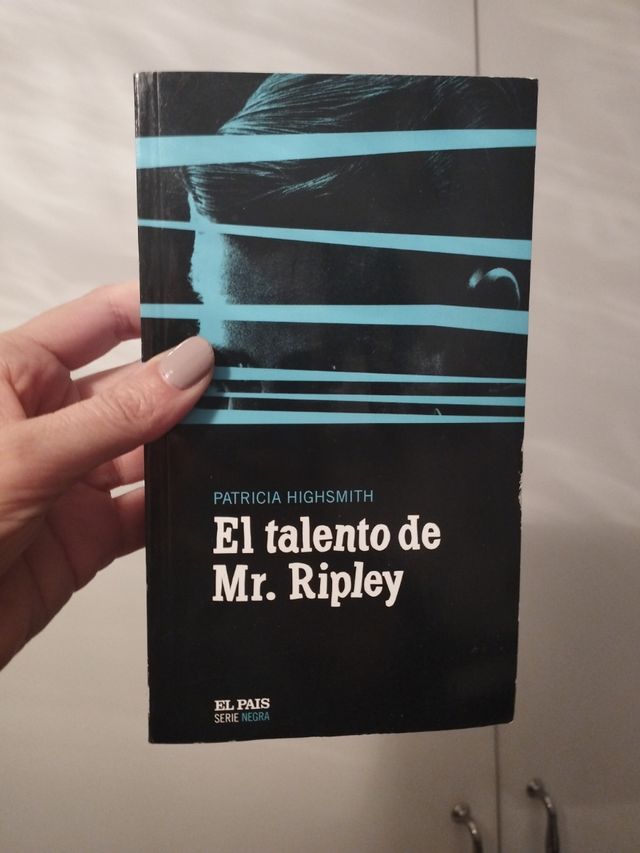 PATRICIA HIGHSMITH
El talento de
Mr. Ripley
EL PAIS
SERIE NEGRA